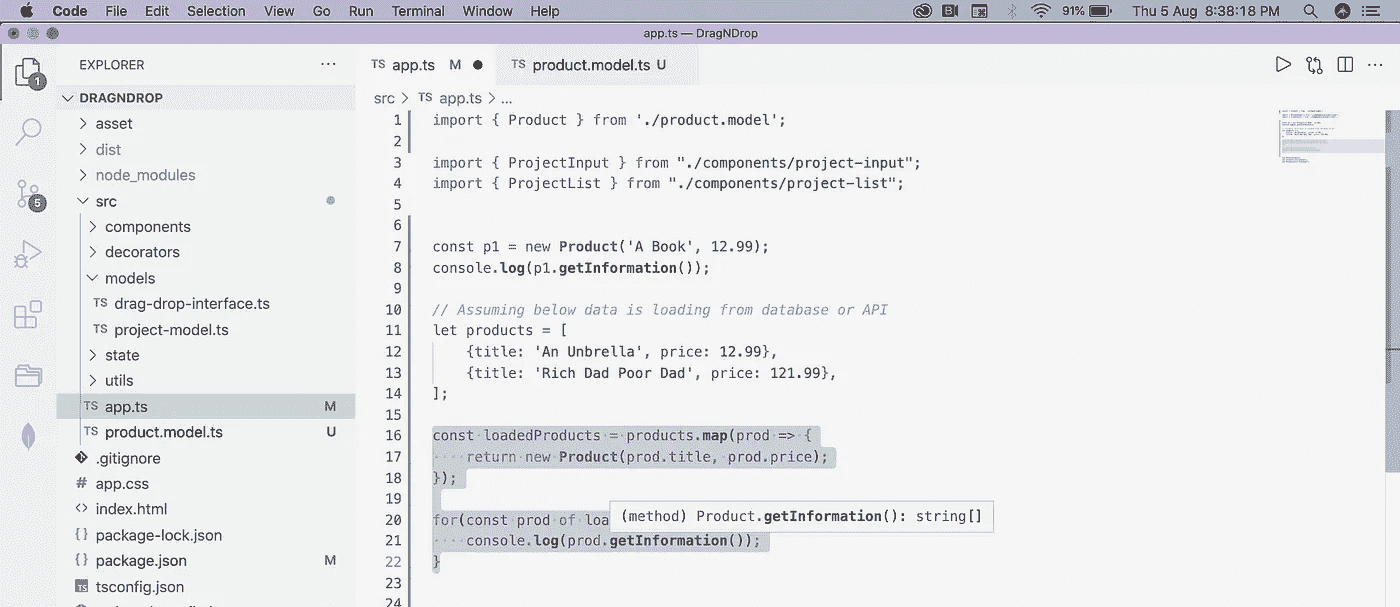 Code File Edit Selection View Go Run Terminal Window Help 91% Thu 5 Aug 8:38:18 PM
app.ts — DragNDrop
EXPLORER ...
TS app.ts M ● TS product.model.ts U
DRAGNDROP
src > TS app.ts > ...
asset
dist
node_modules
src
components
decorators
models
TS drag-drop-interface.ts
TS project-model.ts
state
utils
TS app.ts M
TS product.model.ts U
.gitignore
# app.css
<> index.html
{} package-lock.json
{} package.json M
TS tsconfig.json
1
5
1 import { Product } from './product.model';
2
3 import { ProjectInput } from "./components/project-input";
4 import { ProjectList } from "./components/project-list";
5
6
7 const p1 = new Product('A Book', 12.99);
8 console.log(p1.getInformation());
9
10 // Assuming below data is loading from database or API
11 let products = [
12 {title: 'An Unbrella', price: 12.99},
13 {title: 'Rich Dad Poor Dad', price: 121.99},
14 ];
15
16 const loadedProducts = products.map(prod => {
17 return new Product(prod.title, prod.price);
18 });
19
20 for(const prod of loa
(method) Product.getInformation(): string[]
21 console.log(prod.getInformation());
22 }
23
24